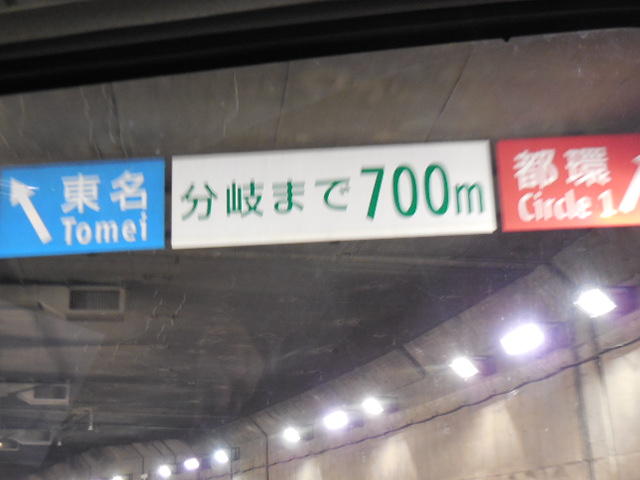 東名
Tomei
分岐まで700m
都環
Circle 1